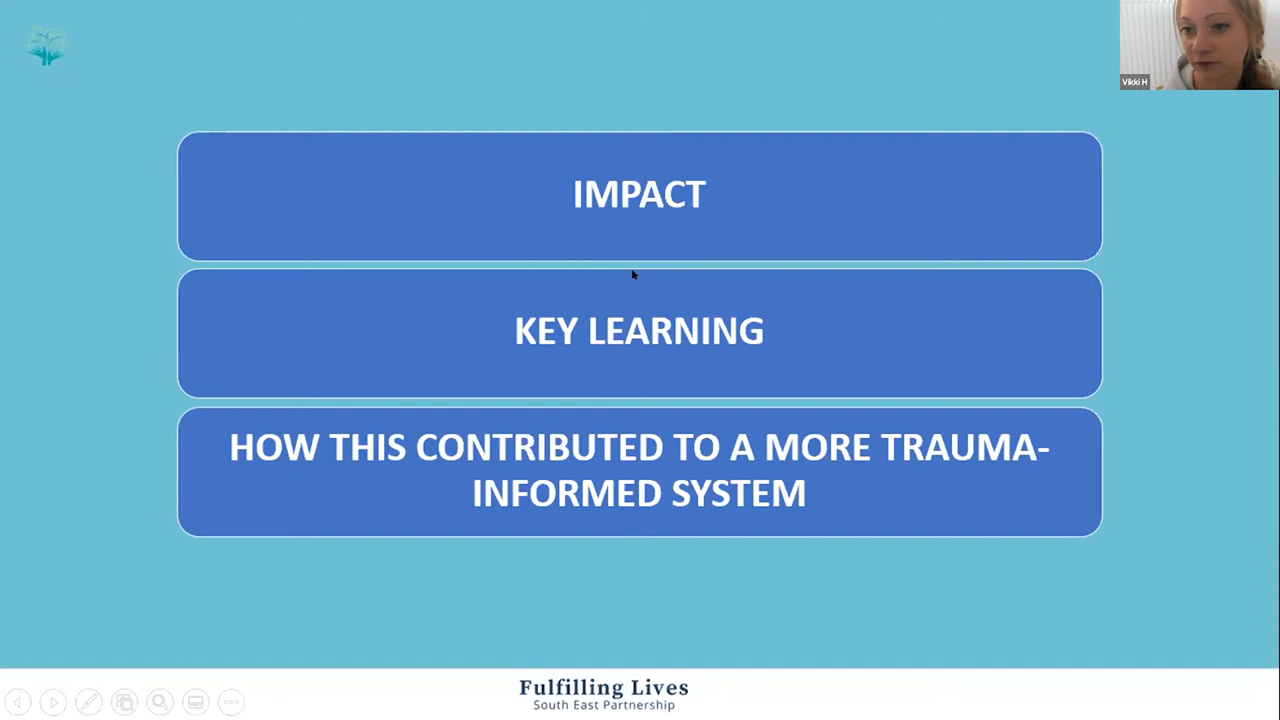 Vikki H
IMPACT
KEY LEARNING
HOW THIS CONTRIBUTED TO A MORE TRAUMA-
INFORMED SYSTEM
Fulfilling Lives
South East Partnership